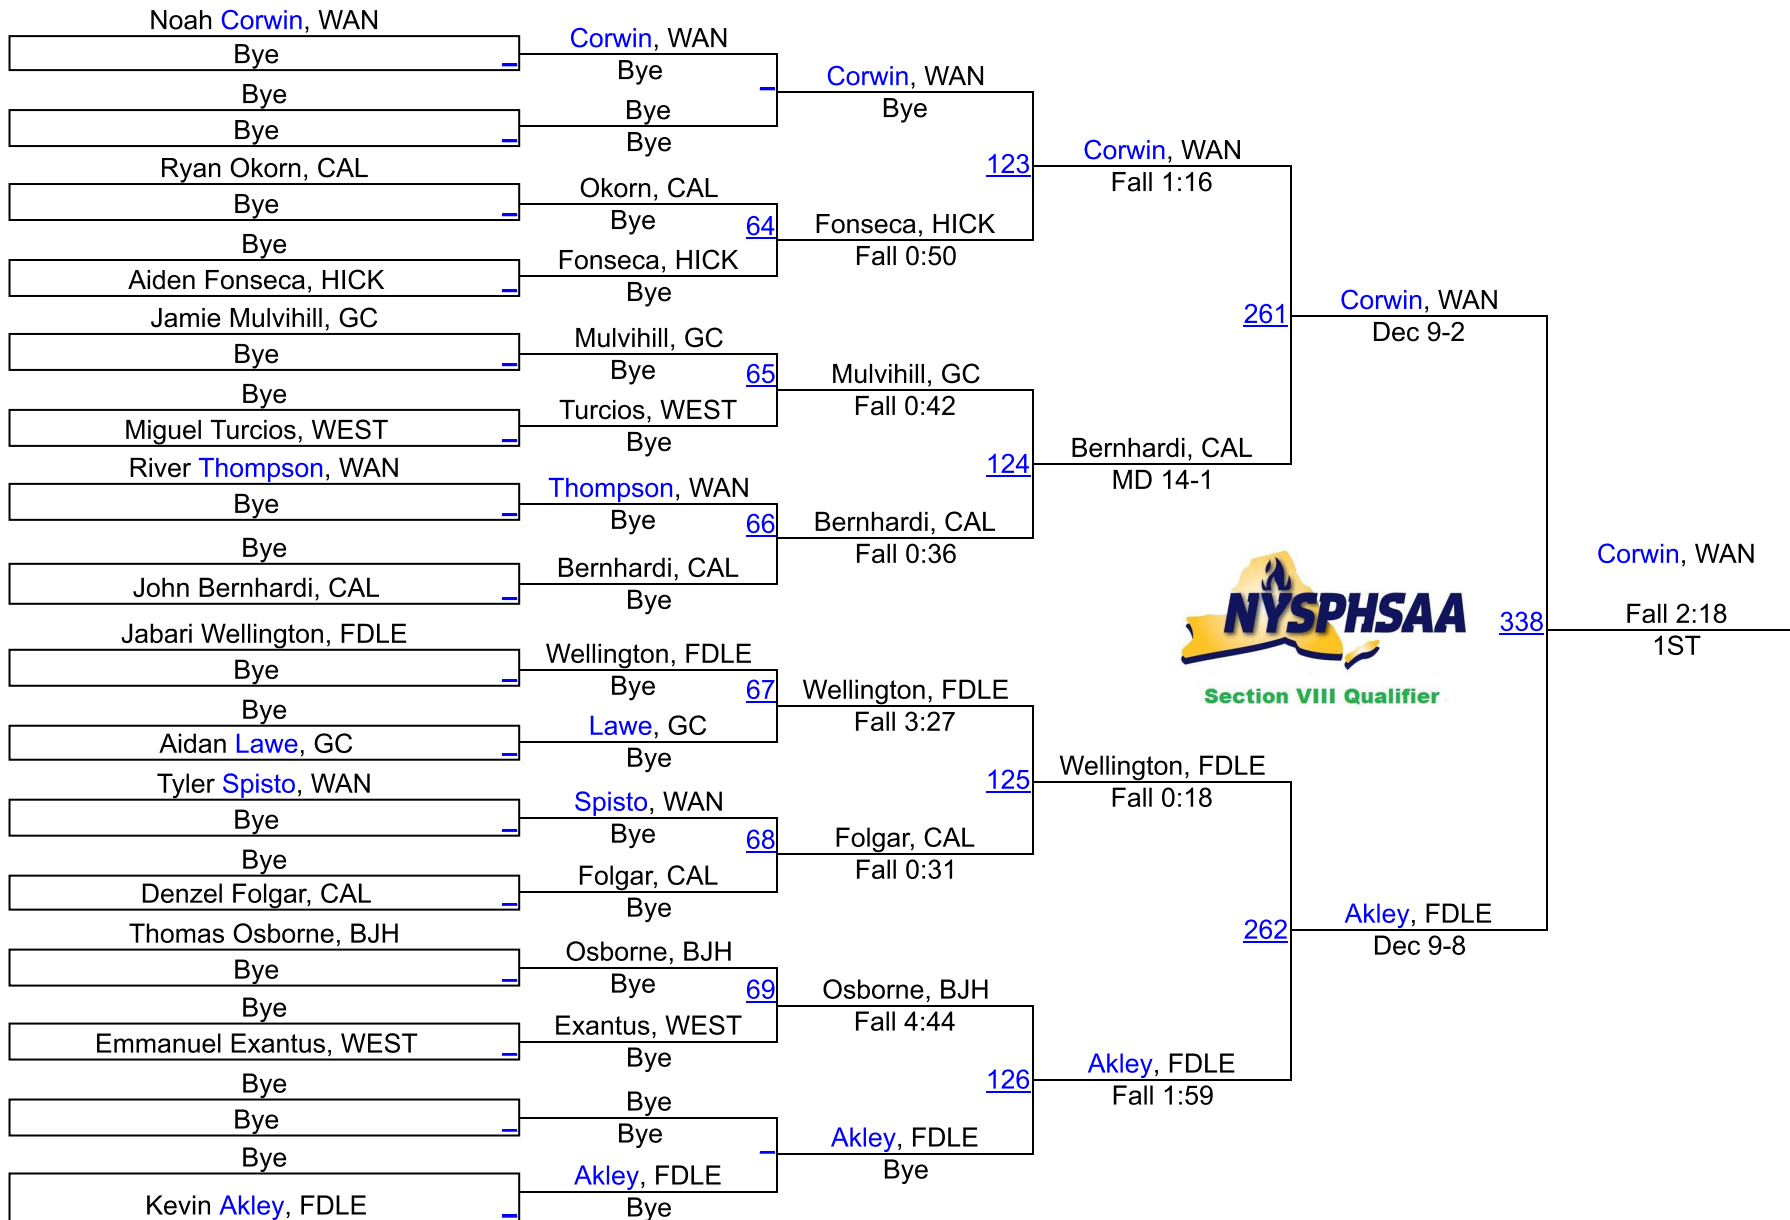 Noah Corwin, WAN
Bye
Bye
Bye
Ryan Okorn, CAL
Bye
Bye
Aiden Fonseca, HICK
Jamie Mulvihill, GC
Bye
Bye
Miguel Turcios, WEST
River Thompson, WAN
Bye
Bye
John Bernhardi, CAL
Jabari Wellington, FDLE
Bye
Bye
Aidan Lawe, GC
Tyler Spisto, WAN
Bye
Bye
Denzel Folgar, CAL
Thomas Osborne, BJH
Bye
Bye
Emmanuel Exantus, WEST
Bye
Bye
Bye
Kevin Akley, FDLE
Corwin, WAN
Bye
Bye
Bye
Okorn, CAL
Bye
64
Fonseca, HICK
Bye
Mulvihill, GC
Bye
65
Turcios, WEST
Bye
Thompson, WAN
Bye
66
Bernhardi, CAL
Bye
Wellington, FDLE
Bye
67
Lawe, GC
Bye
Spisto, WAN
Bye
68
Folgar, CAL
Bye
Osborne, BJH
Bye
69
Exantus, WEST
Bye
Bye
Bye
Akley, FDLE
Bye
Corwin, WAN
Bye
123
Fonseca, HICK
Fall 0:50
Mulvihill, GC
Fall 0:42
124
Bernhardi, CAL
Fall 0:36
Wellington, FDLE
Fall 3:27
125
Folgar, CAL
Fall 0:31
Osborne, BJH
Fall 4:44
126
Akley, FDLE
Bye
Corwin, WAN
Fall 1:16
261
Bernhardi, CAL
MD 14-1
NYSPHSAA
Section VIII Qualifier
Wellington, FDLE
Fall 0:18
262
Akley, FDLE
Fall 1:59
Corwin, WAN
Dec 9-2
338
Akley, FDLE
Dec 9-8
Corwin, WAN
Fall 2:18
1ST